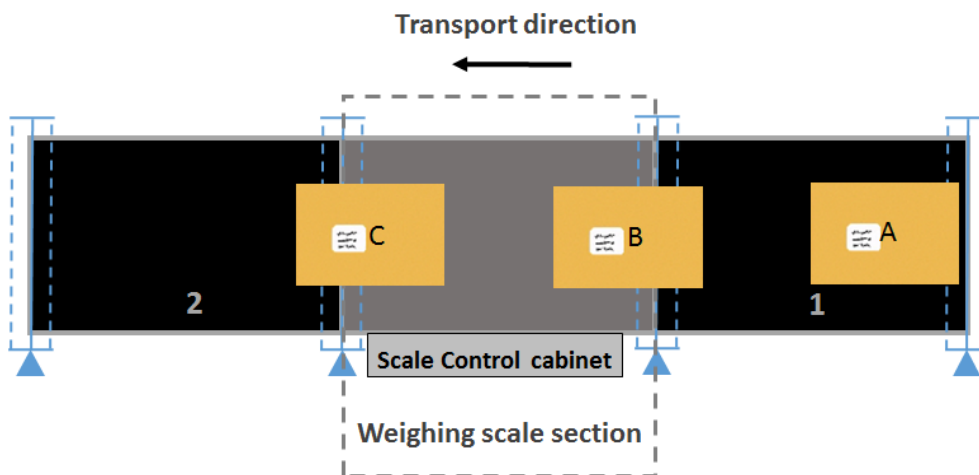 Transport direction
C
B
A
2
1
Scale Control cabinet
Weighing scale section